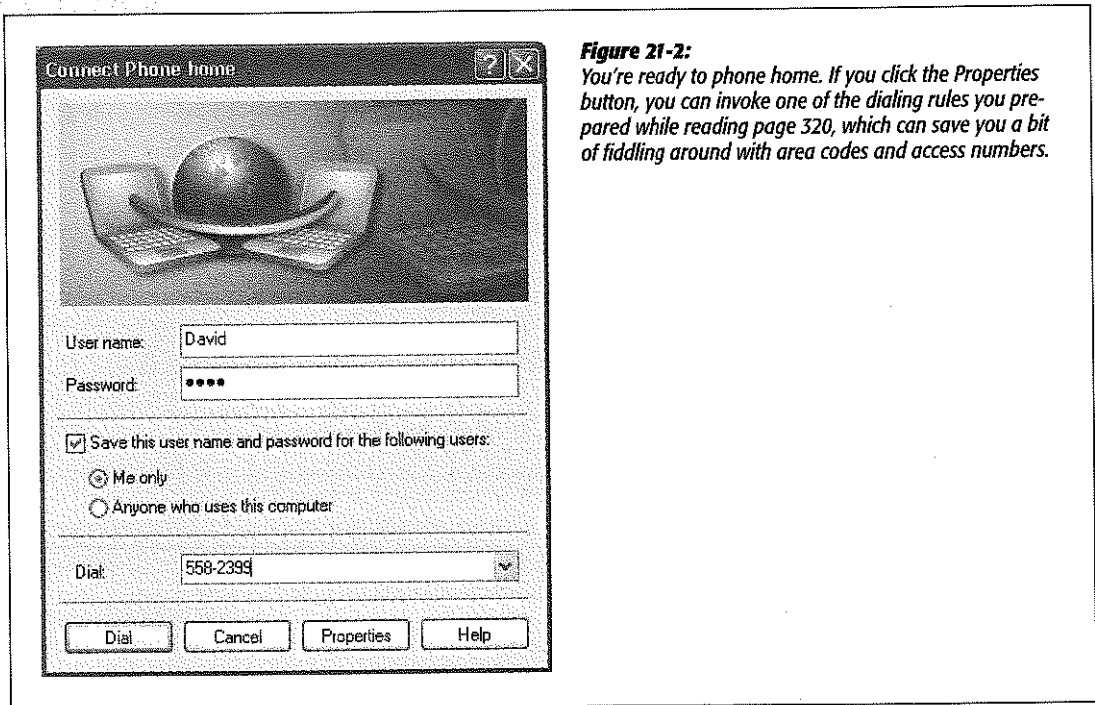 Connect Phone home
User name:
David
Password:
••••
Save this user name and password for the following users:
Me only
Anyone who uses this computer
Dial:
558-2399
Dial
Cancel
Properties
Help
Figure 21-2:
You're ready to phone home. If you click the Properties
button, you can invoke one of the dialing rules you pre-
pared while reading page 320, which can save you a bit
of fiddling around with area codes and access numbers.